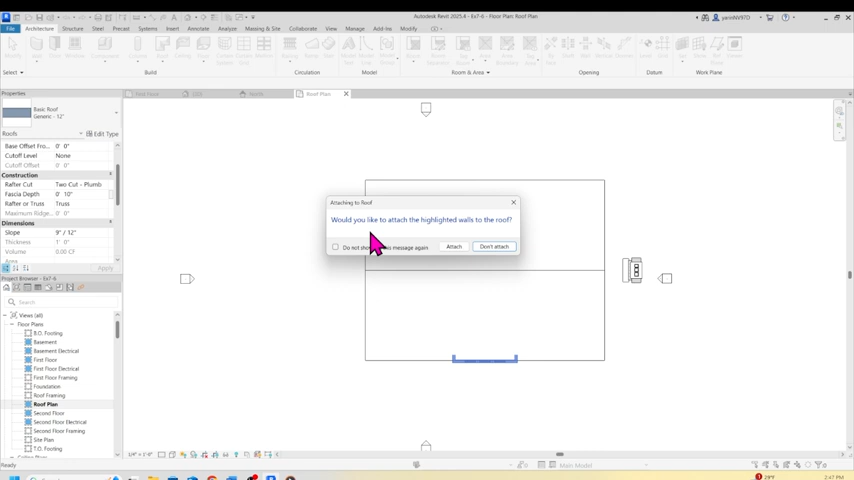 Autodesk Revit 2025.4 - Ex7-6 - Floor Plan: Roof Plan
yarinNV97D
File Architecture Structure Steel Precast Systems Insert Annotate Analyze Massing & Site Collaborate View Manage Add-Ins Modify
Select Build Circulation Model Room & Area Opening Datum Work Plane
Properties
Roof Plan
Basic Roof
Generic - 12"
Roofs
Edit Type
Base Offset Fro... 0' 0"
Cutoff Level None
Cutoff Offset 0' 0"
Construction
Rafter Cut Two Cut - Plumb
Fascia Depth 0' 10"
Rafter or Truss Truss
Maximum Ridge...
Dimensions
Slope 9" / 12"
Thickness 1' 0"
Volume 0.00 CF
Area
Apply
Attaching to Roof
Would you like to attach the highlighted walls to the roof?
Attach
Don't attach
Project Browser - Ex7-6
Search
Views (all)
Floor Plans
B.O. Footing
Basement
Basement Electrical
First Floor
First Floor Electrical
First Floor Framing
Foundation
Roof Framing
Roof Plan
Second Floor
Second Floor Electrical
Second Floor Framing
Site Plan
T.O. Footing
1/4" = 1'-0"
Ready
Main Model
29°F
2:47 PM